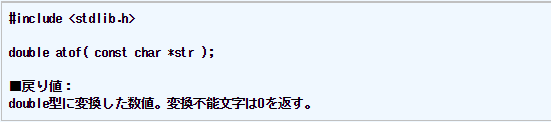 #include <stdlib.h>
double atof( const char *str );
■戻り値：
double型に変換した数値。変換不能文字は0を返す。